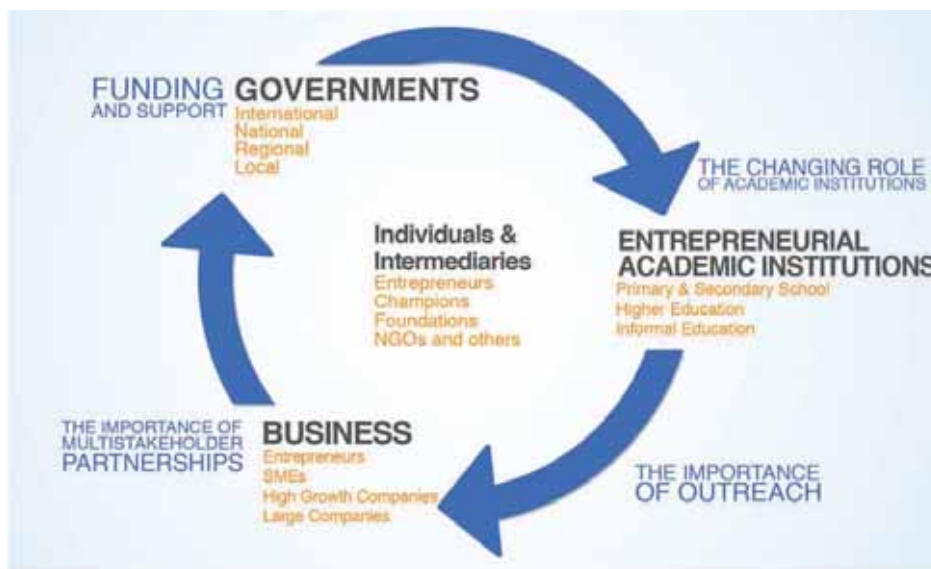 FUNDING
AND SUPPORT
GOVERNMENTS
International
National
Regional
Local
THE CHANGING ROLE
OF ACADEMIC INSTITUTIONS
Individuals &
Intermediaries
Entrepreneurs
Champions
Foundations
NGOs and others
ENTREPRENEURIAL
ACADEMIC INSTITUTIONS
Primary & Secondary School
Higher Education
Informal Education
THE IMPORTANCE OF
MULTISTAKEHOLDER
PARTNERSHIPS
BUSINESS
Entrepreneurs
SMEs
High Growth Companies
Large Companies
THE IMPORTANCE
OF OUTREACH